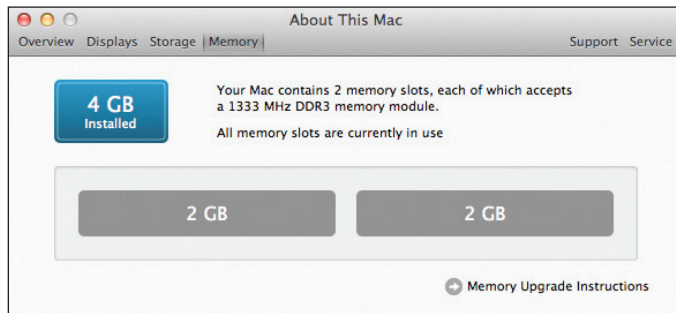 About This Mac
Overview Displays Storage Memory Support Service
4 GB
Installed
Your Mac contains 2 memory slots, each of which accepts
a 1333 MHz DDR3 memory module.
All memory slots are currently in use
2 GB 2 GB
Memory Upgrade Instructions